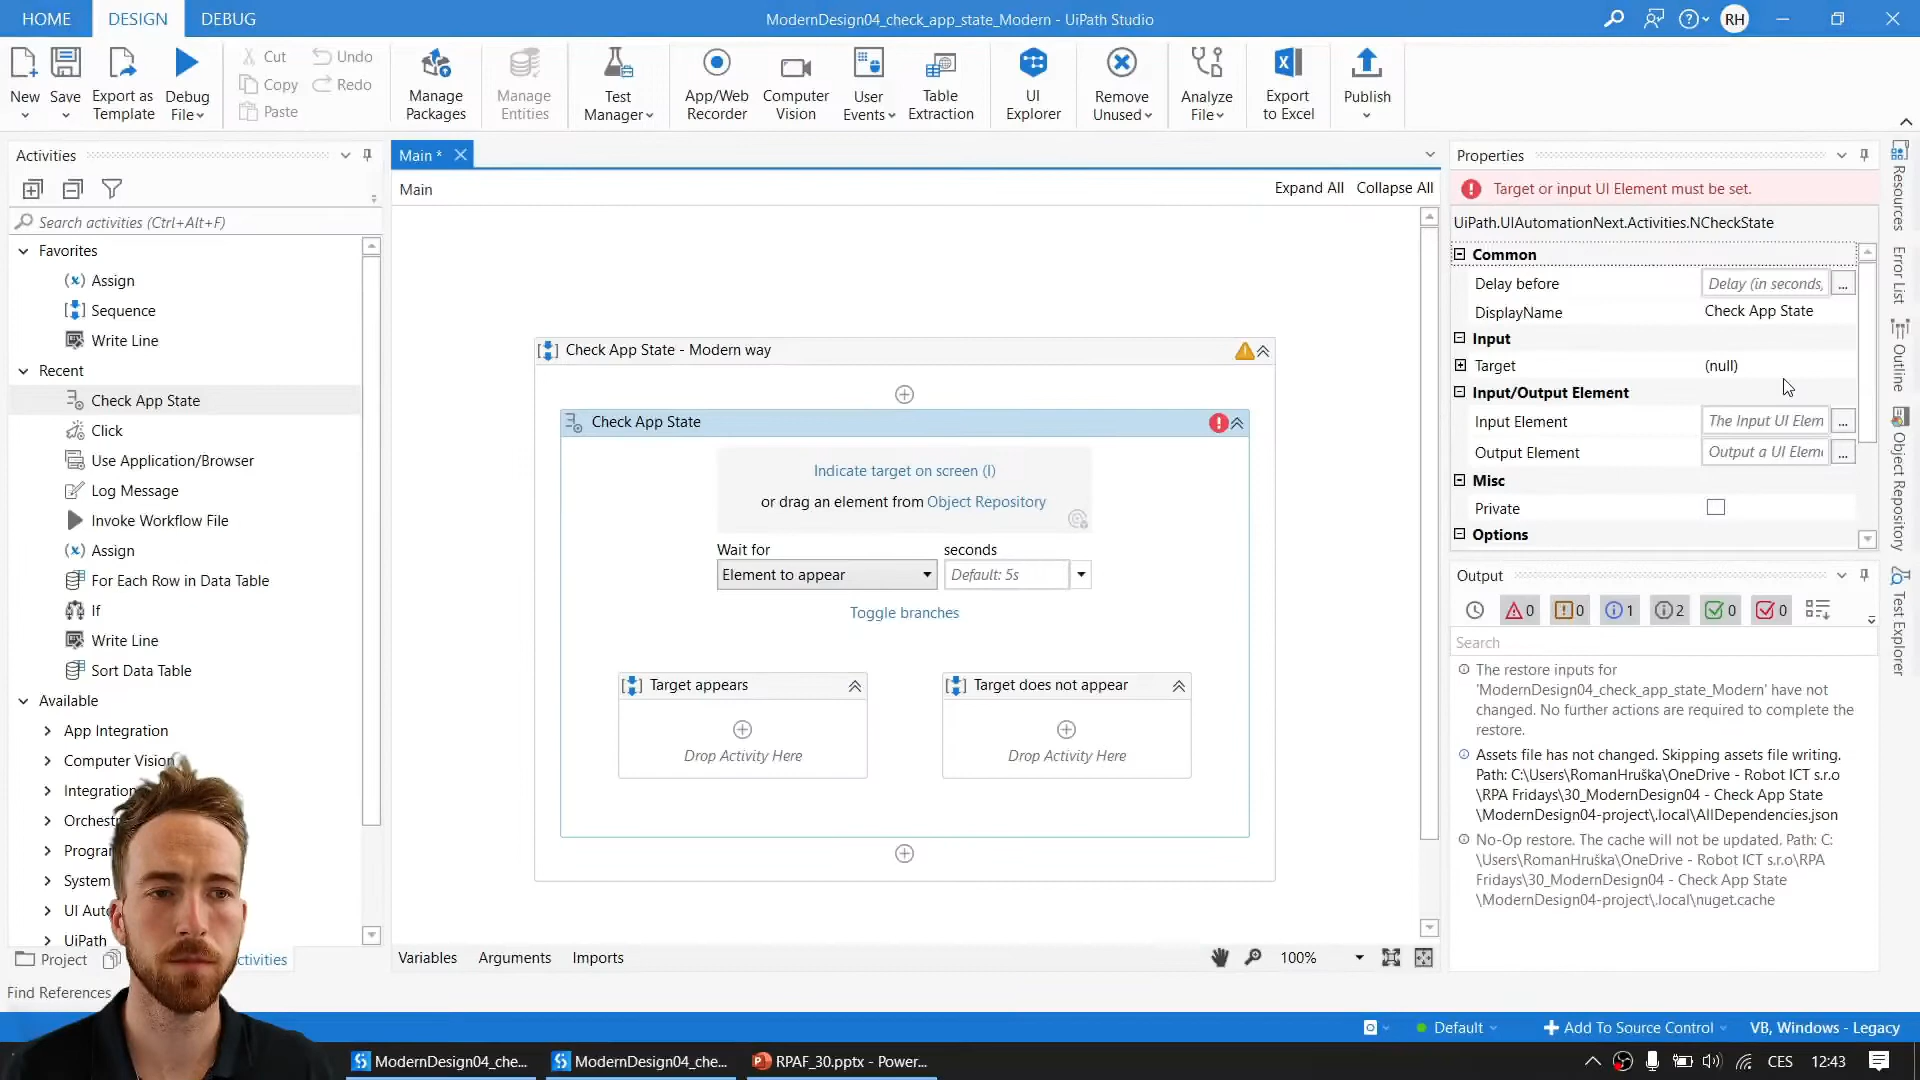 HOME DESIGN DEBUG
ModernDesign04_check_app_state_Modern - UiPath Studio
RH
New
Save
Export as
Template
Debug
File
Cut
Copy
Paste
Undo
Redo
Manage
Packages
Manage
Entities
Test
Manager
App/Web
Recorder
Computer
Vision
User
Events
Table
Extraction
UI
Explorer
Remove
Unused
Analyze
File
Export
to Excel
Publish
Activities
Search activities (Ctrl+Alt+F)
Favorites
Assign
Sequence
Write Line
Recent
Check App State
Click
Use Application/Browser
Log Message
Invoke Workflow File
Assign
For Each Row in Data Table
If
Write Line
Sort Data Table
Available
App Integration
Computer Vision
Integration
Orchest
Progra
System
UI Aut
UiPath
Project
ctivities
Find References
Main *
Main
Expand All Collapse All
Check App State - Modern way
Check App State
Indicate target on screen (I)
or drag an element from Object Repository
Wait for seconds
Element to appear Default: 5s
Toggle branches
Target appears
Drop Activity Here
Target does not appear
Drop Activity Here
Variables Arguments Imports
100%
Properties
Target or input UI Element must be set.
UiPath.UIAutomationNext.Activities.NCheckState
Common
Delay before Delay (in seconds,
DisplayName Check App State
Input
Target (null)
Input/Output Element
Input Element The Input UI Elem
Output Element Output a UI Eleme
Misc
Private
Options
Output
0 0 1 2 0 0
Search
The restore inputs for
'ModernDesign04_check_app_state_Modern' have not
changed. No further actions are required to complete the
restore.
Assets file has not changed. Skipping assets file writing.
Path: C:\Users\RomanHruška\OneDrive - Robot ICT s.r.o
\RPA Fridays\30_ModernDesign04 - Check App State
\ModernDesign04-project\.local\AllDependencies.json
No-Op restore. The cache will not be updated. Path: C:
\Users\RomanHruška\OneDrive - Robot ICT s.r.o\RPA
Fridays\30_ModernDesign04 - Check App State
\ModernDesign04-project\.local\nuget.cache
Resources
Error List
Outline
Object Repository
Test Explorer
Default
Add To Source Control
VB, Windows - Legacy
ModernDesign04_che...
ModernDesign04_che...
RPAF_30.pptx - Power...
CES
12:43